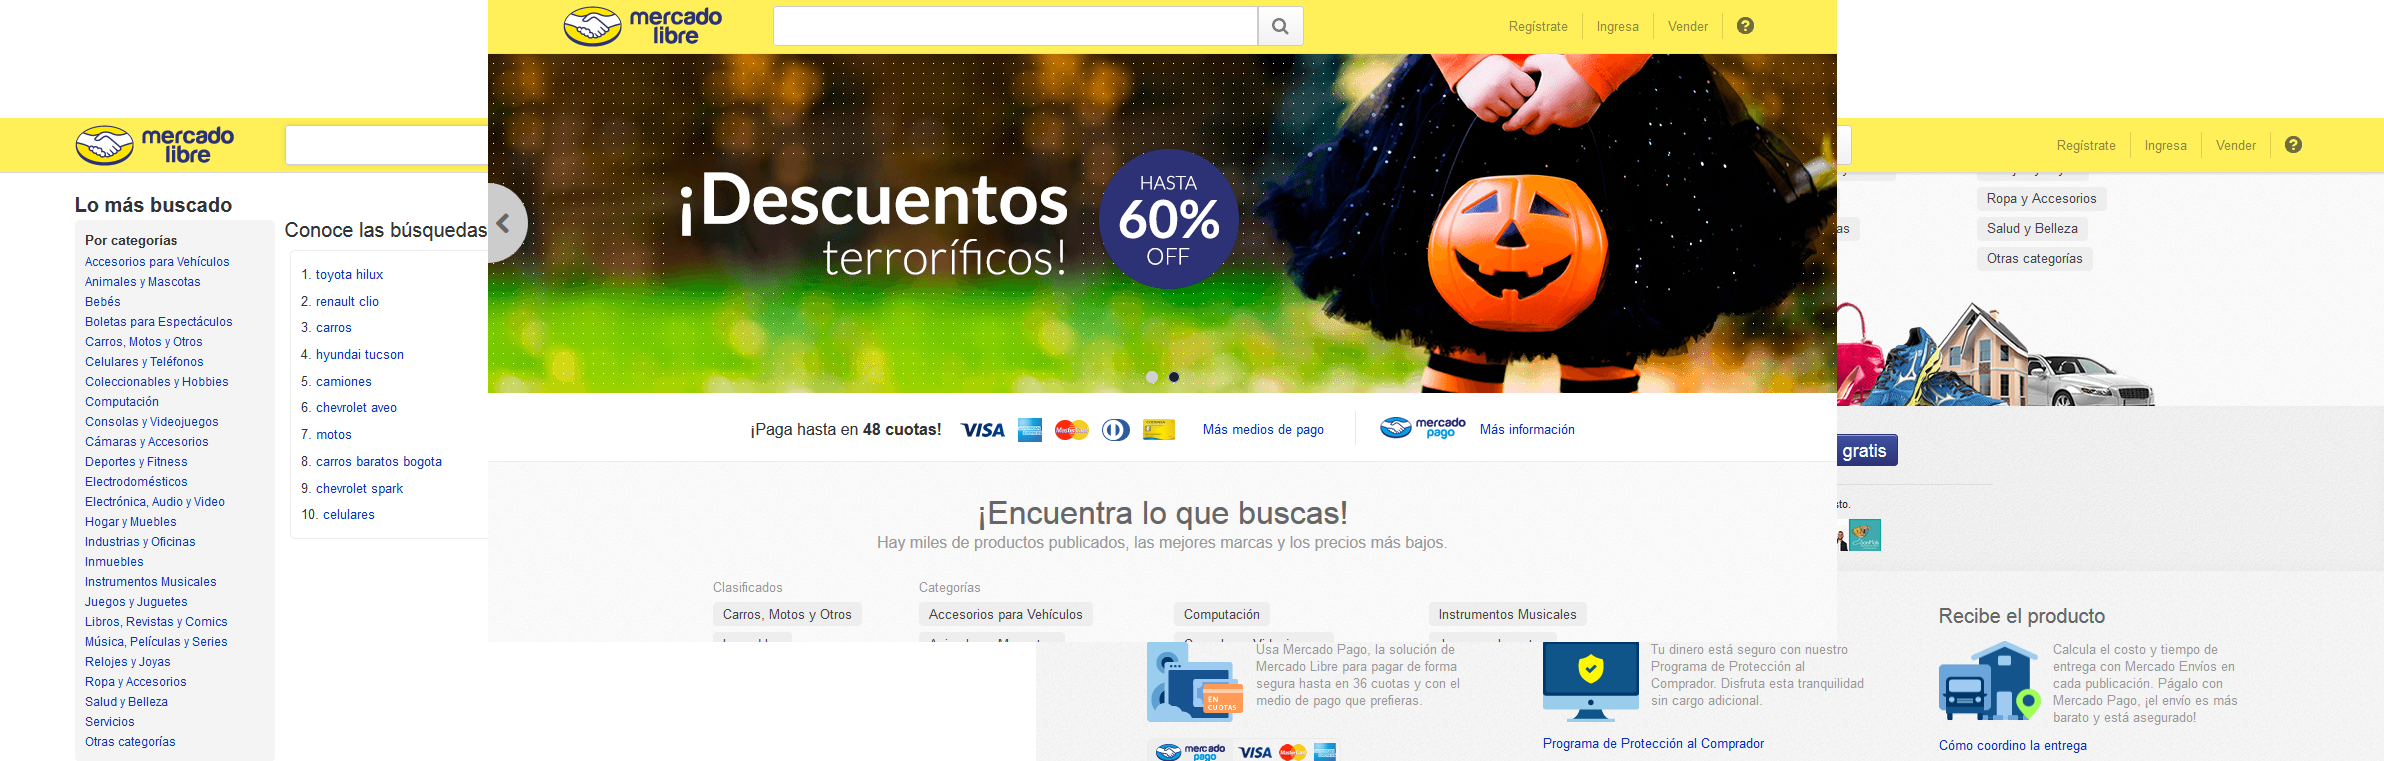 mercado
libre
Regístrate
Ingresa
Vender
?
¡Descuentos
terroríficos!
HASTA
60%
OFF
¡Paga hasta en 48 cuotas!
VISA
MasterCard
Más medios de pago
mercado
pago
Más información
¡Encuentra lo que buscas!
Hay miles de productos publicados, las mejores marcas y los precios más bajos.
Clasificados
Categorías
Carros, Motos y Otros
Accesorios para Vehículos
Computación
Instrumentos Musicales
mercado
libre
Lo más buscado
Por categorías
Accesorios para Vehículos
Animales y Mascotas
Bebés
Boletas para Espectáculos
Carros, Motos y Otros
Celulares y Teléfonos
Coleccionables y Hobbies
Computación
Consolas y Videojuegos
Cámaras y Accesorios
Deportes y Fitness
Electrodomésticos
Electrónica, Audio y Video
Hogar y Muebles
Industrias y Oficinas
Inmuebles
Instrumentos Musicales
Juegos y Juguetes
Libros, Revistas y Comics
Música, Películas y Series
Relojes y Joyas
Ropa y Accesorios
Salud y Belleza
Servicios
Otras categorías
Conoce las búsquedas
1. toyota hilux
2. renault clio
3. carros
4. hyundai tucson
5. camiones
6. chevrolet aveo
7. motos
8. carros baratos bogota
9. chevrolet spark
10. celulares
Regístrate
Ingresa
Vender
?
Ropa y Accesorios
as
Salud y Belleza
Otras categorías
gratis
sto.
Usa Mercado Pago, la solución de
Mercado Libre para pagar de forma
segura hasta en 36 cuotas y con el
medio de pago que prefieras.
EN
CUOTAS
mercado
pago
VISA
MasterCard
Tu dinero está seguro con nuestro
Programa de Protección al
Comprador. Disfruta esta tranquilidad
sin cargo adicional.
Programa de Protección al Comprador
Recibe el producto
Calcula el costo y tiempo de
entrega con Mercado Envíos en
cada publicación. Págalo con
Mercado Pago, ¡el envío es más
barato y está asegurado!
Cómo coordino la entrega